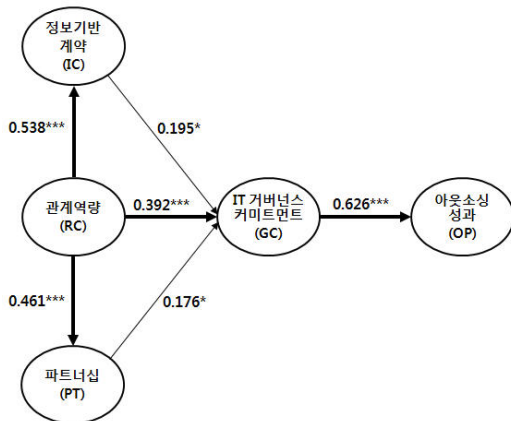 정보기반
계약
(IC)
0.538***
0.195*
관계역량
(RC)
0.392***
IT 거버넌스
커미트먼트
(GC)
0.626***
아웃소싱
성과
(OP)
0.461***
0.176*
파트너십
(PT)